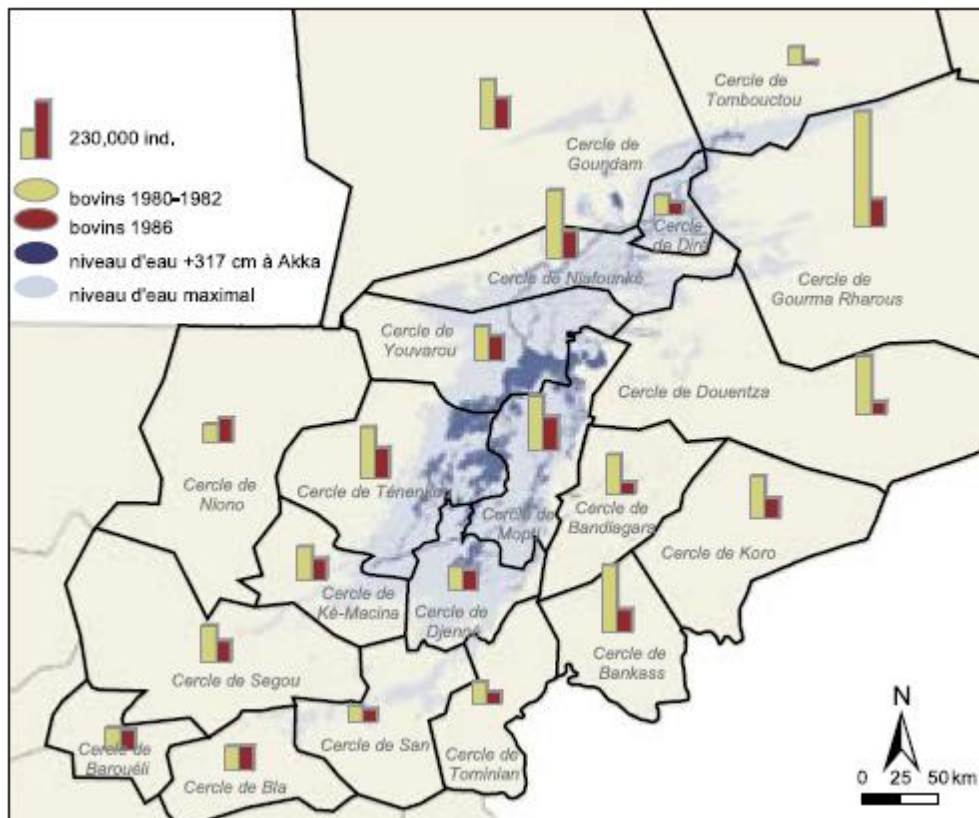 230,000 ind.
bovins 1980-1982
bovins 1986
niveau d'eau +317 cm à Akka
niveau d'eau maximal
Cercle de
Tombouctou
Cercle de
Goundam
Cercle
de Diré
Cercle de Niafounké
Cercle de
Gourma Rharous
Cercle de
Youvarou
Cercle de Douentza
Cercle de
Niono
Cercle de Ténenkou
Cercle de
Mopti
Cercle de
Bandiagara
Cercle de Koro
Cercle de
Ké-Macina
Cercle de
Djenné
Cercle de
Bankass
Cercle de Segou
Cercle de San
Cercle de
Tominian
Cercle de
Barouéli
Cercle de Bla
N
0 25 50 km